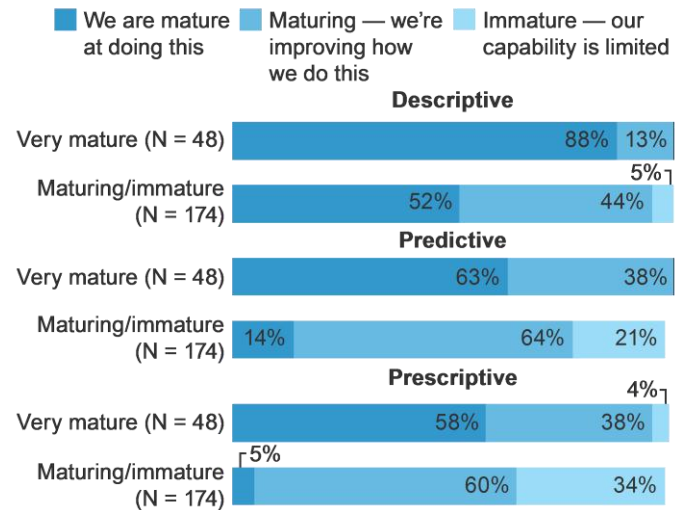 We are mature
at doing this
Maturing — we're
improving how
we do this
Immature — our
capability is limited
Descriptive
Very mature (N = 48)
88%
13%
5%
Maturing/immature
(N = 174)
52%
44%
Predictive
Very mature (N = 48)
63%
38%
Maturing/immature
(N = 174)
14%
64%
21%
Prescriptive
4%
Very mature (N = 48)
58%
38%
5%
Maturing/immature
(N = 174)
60%
34%